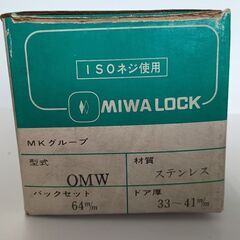 ISOネジ使用
MIWA LOCK
MKグループ
型式 材質
OMW ステンレス
バックセット ドア厚
64m/m 33〜41m/m